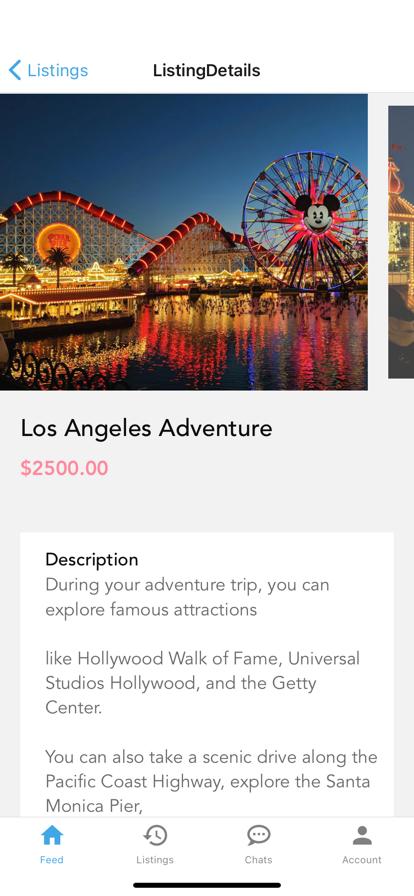 Listings
ListingDetails
Los Angeles Adventure
$2500.00
Description
During your adventure trip, you can
explore famous attractions
like Hollywood Walk of Fame, Universal
Studios Hollywood, and the Getty
Center.
You can also take a scenic drive along the
Pacific Coast Highway, explore the Santa
Monica Pier,
Feed
Listings
Chats
Account